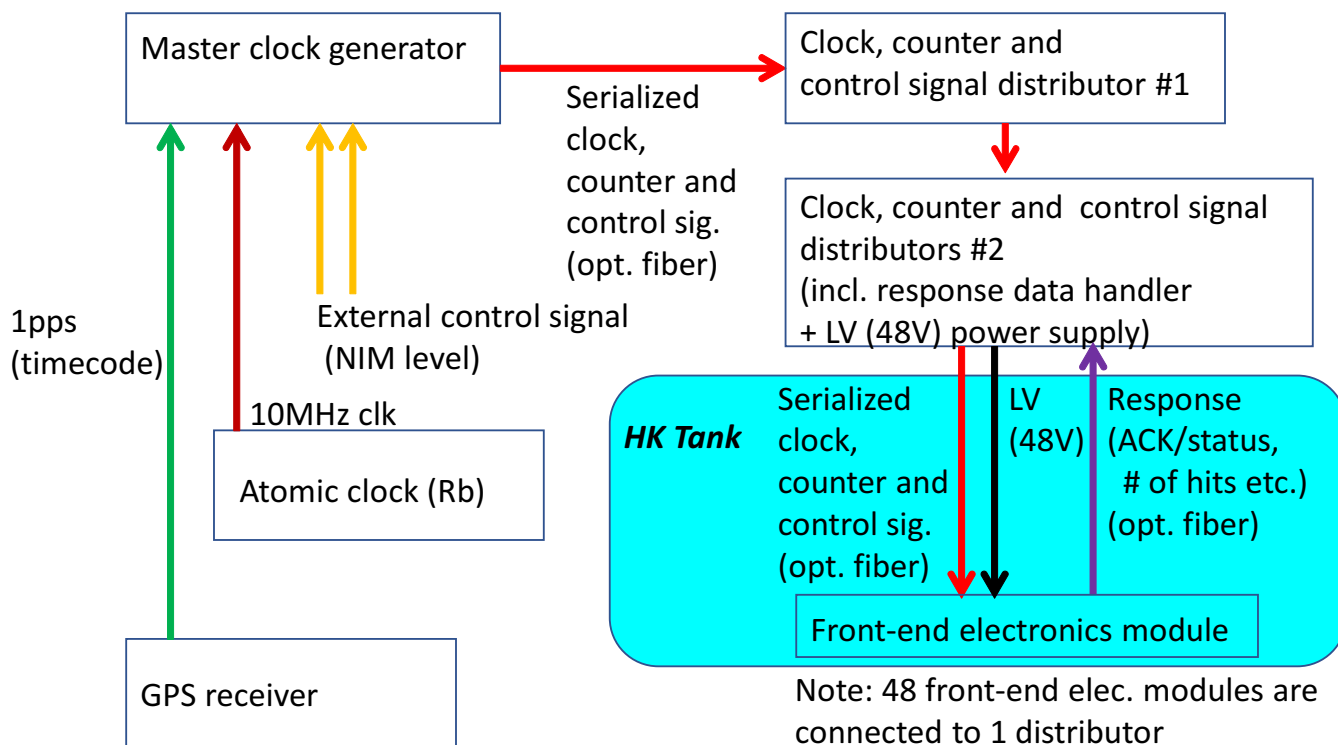 Master clock generator
Serialized
clock,
counter and
control sig.
(opt. fiber)
Clock, counter and
control signal distributor #1
Clock, counter and control signal
distributors #2
(incl. response data handler
+ LV (48V) power supply)
1pps
(timecode)
External control signal
(NIM level)
10MHz clk
Atomic clock (Rb)
GPS receiver
HK Tank
Serialized
clock,
counter and
control sig.
(opt. fiber)
LV
(48V)
Response
(ACK/status,
# of hits etc.)
(opt. fiber)
Front-end electronics module
Note: 48 front-end elec. modules are
connected to 1 distributor